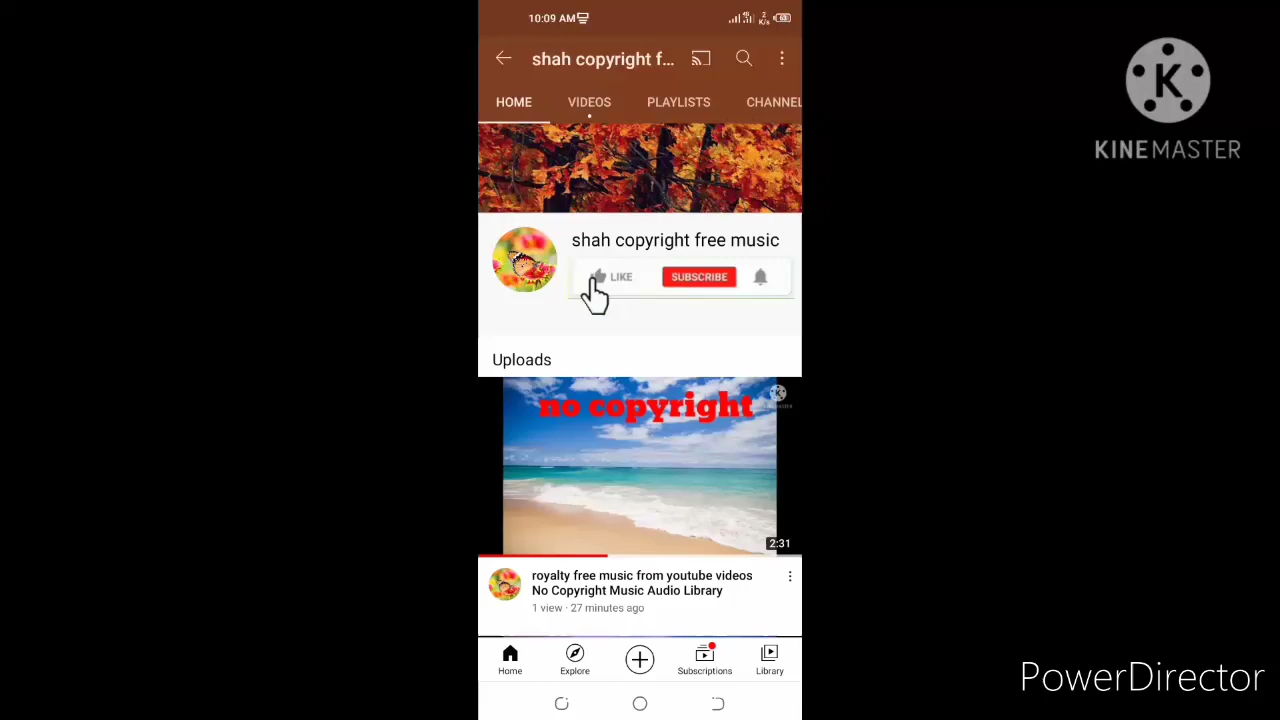 10:09 AM
shah copyright f...
HOME VIDEOS PLAYLISTS CHANNEL
shah copyright free music
LIKE SUBSCRIBE
Uploads
no copyright
2:31
royalty free music from youtube videos
No Copyright Music Audio Library
1 view · 27 minutes ago
Home Explore Subscriptions Library
K
KINEMASTER
PowerDirector